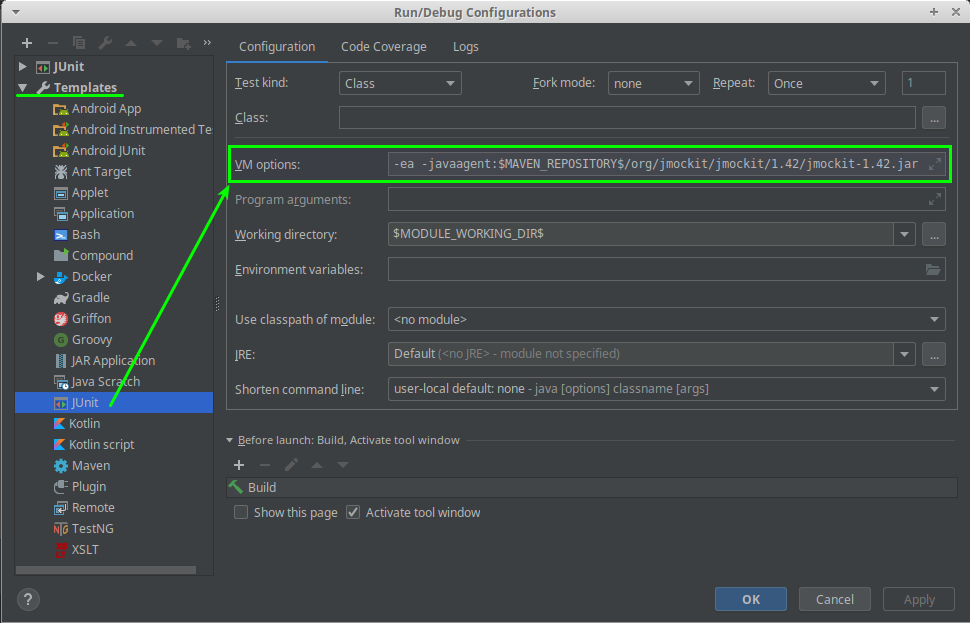 Run/Debug Configurations
Configuration Code Coverage Logs
JUnit
Templates
Android App
Android Instrumented Te
Android JUnit
Ant Target
Applet
Application
Bash
Compound
Docker
Gradle
Griffon
Groovy
JAR Application
Java Scratch
JUnit
Kotlin
Kotlin script
Maven
Plugin
Remote
TestNG
XSLT
Test kind: Class Fork mode: none Repeat: Once 1
Class: ...
VM options: -ea -javaagent:$MAVEN_REPOSITORY$/org/jmockit/jmockit/1.42/jmockit-1.42.jar
Program arguments:
Working directory: $MODULE_WORKING_DIR$ ...
Environment variables:
Use classpath of module: <no module>
JRE: Default (<no JRE> - module not specified) ...
Shorten command line: user-local default: none - java [options] classname [args]
Before launch: Build, Activate tool window
Build
Show this page Activate tool window
? OK Cancel Apply